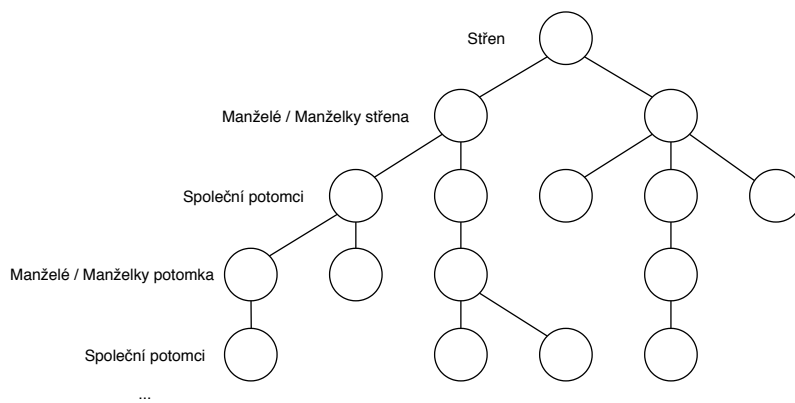 Střen
Manželé / Manželky střena
Společní potomci
Manželé / Manželky potomka
Společní potomci
...